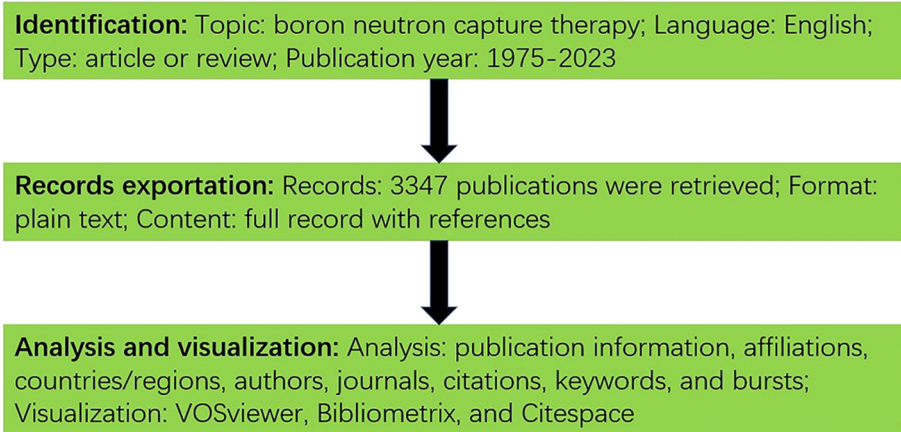 Identification: Topic: boron neutron capture therapy; Language: English;
Type: article or review; Publication year: 1975-2023
Records exportation: Records: 3347 publications were retrieved; Format:
plain text; Content: full record with references
Analysis and visualization: Analysis: publication information, affiliations,
countries/regions, authors, journals, citations, keywords, and bursts;
Visualization: VOSviewer, Bibliometrix, and Citespace